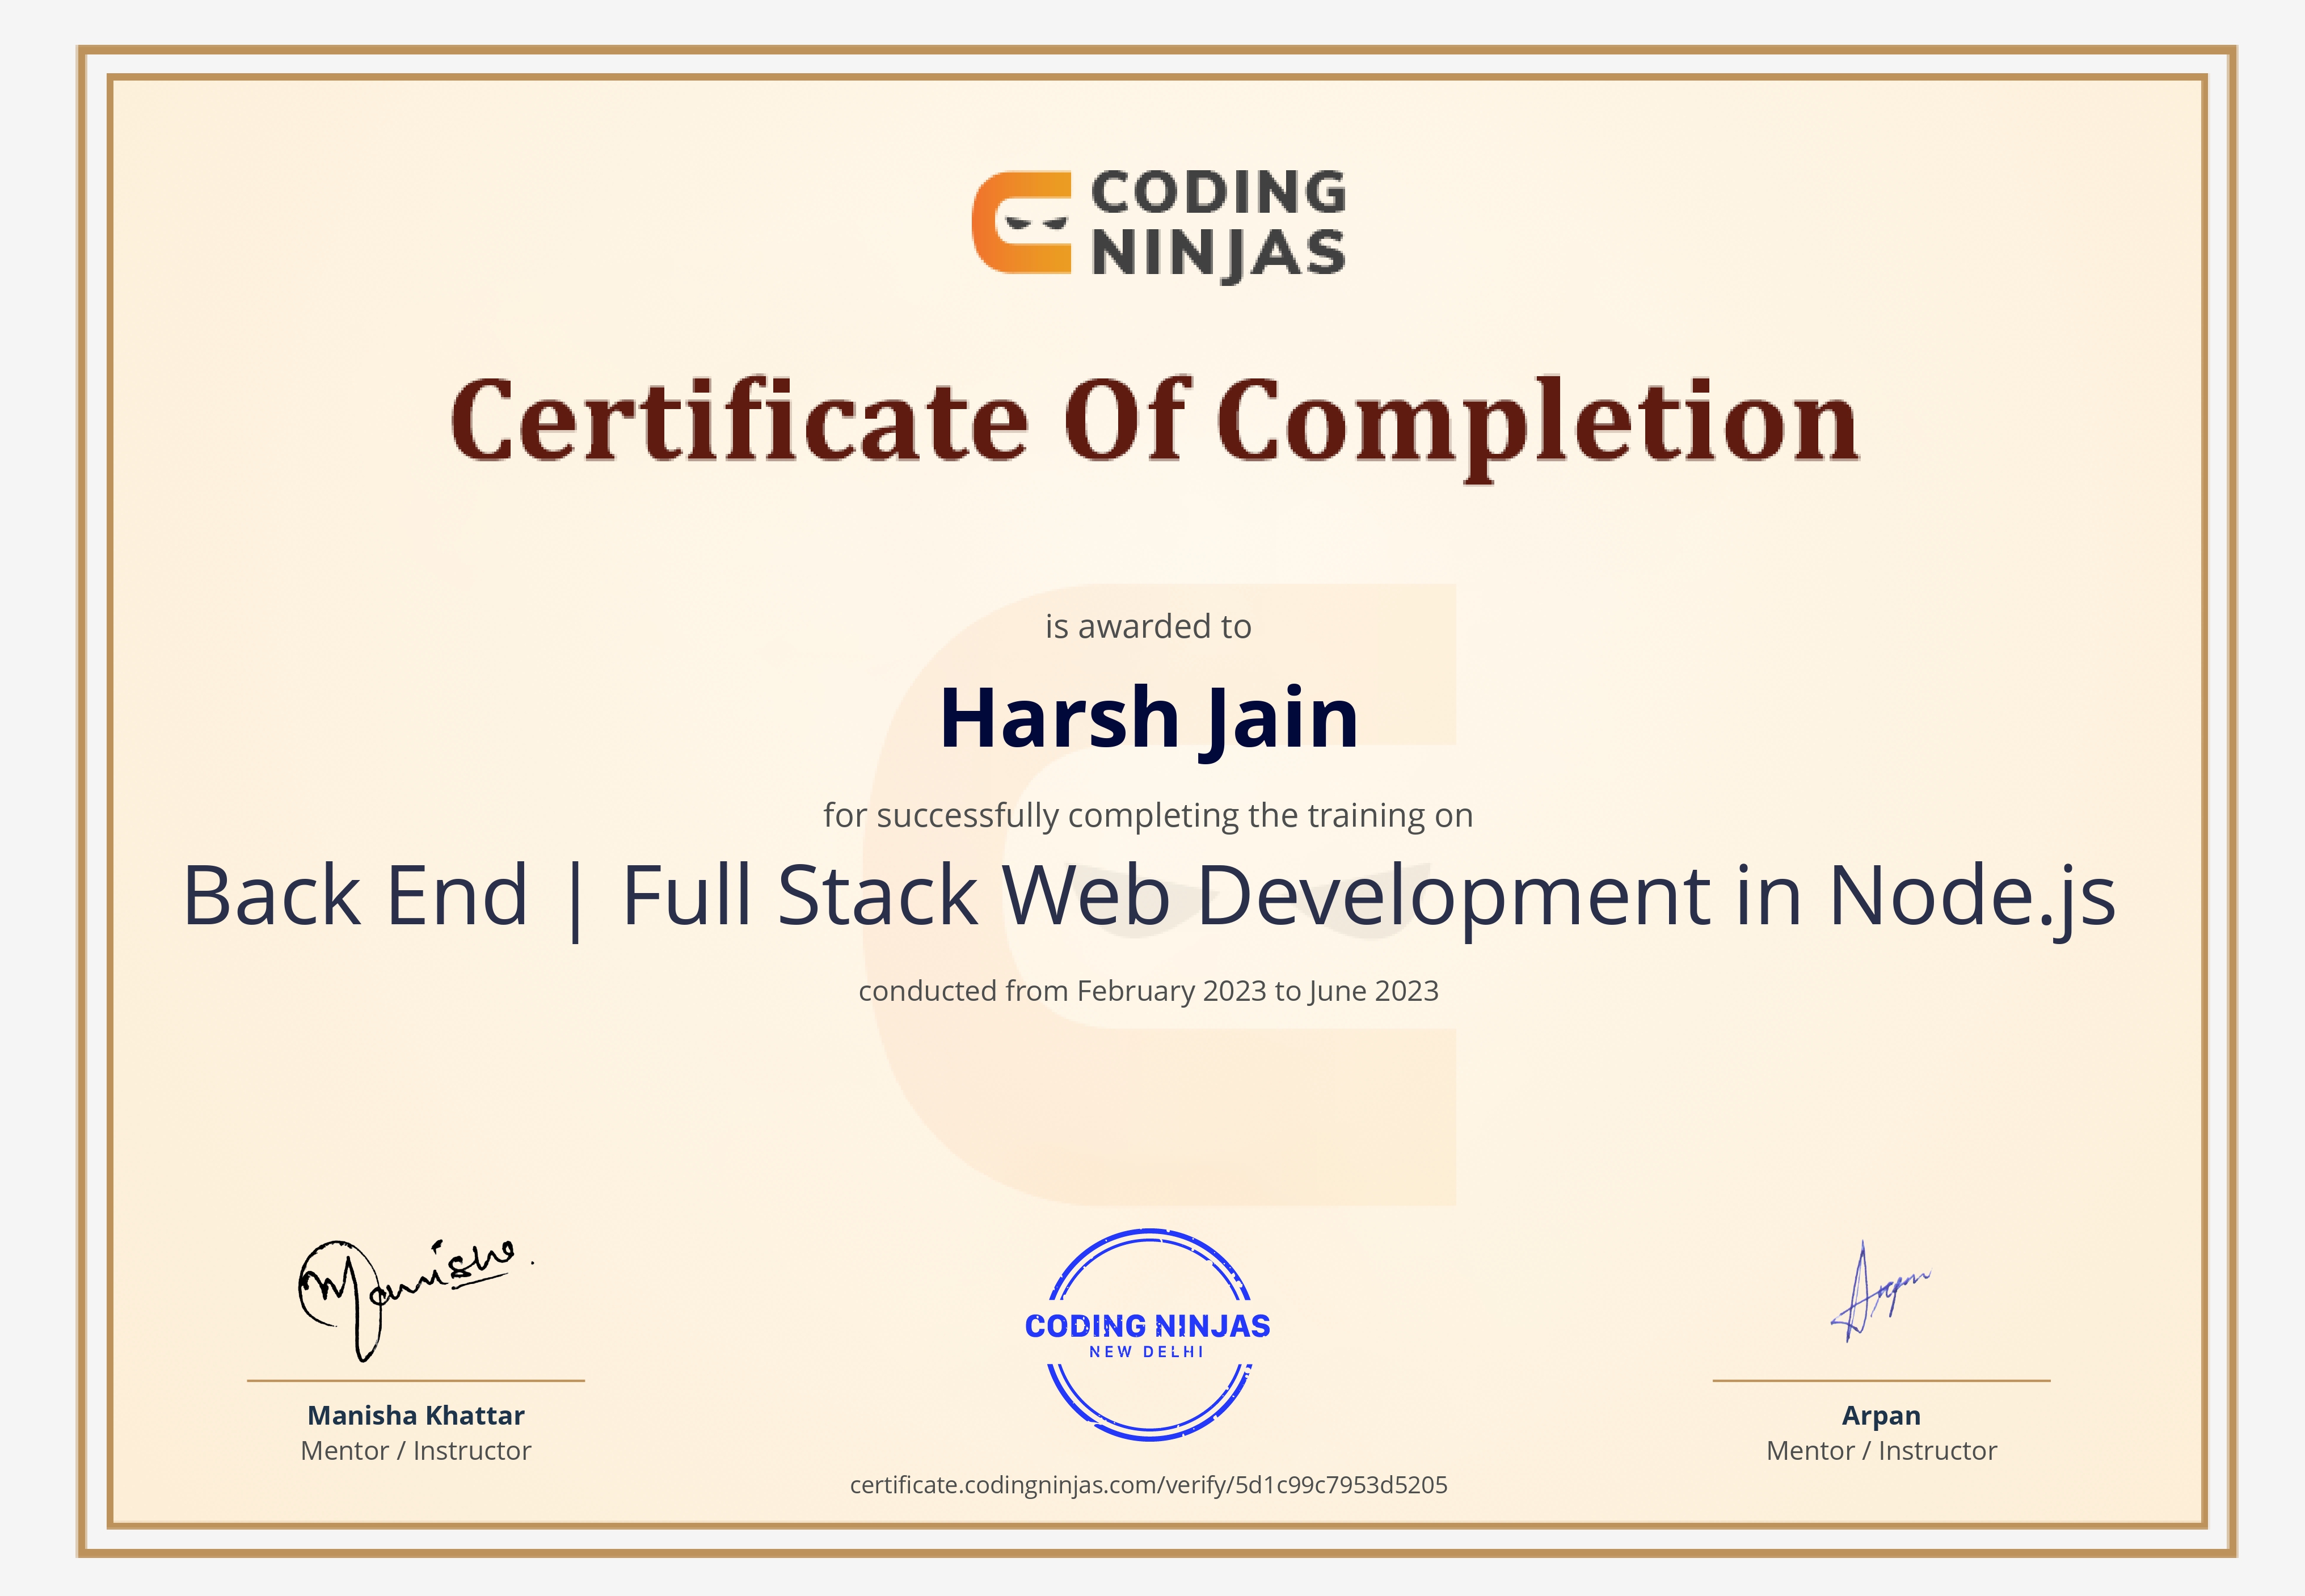 CODING
NINJAS
Certificate Of Completion
is awarded to
Harsh Jain
for successfully completing the training on
Back End | Full Stack Web Development in Node.js
conducted from February 2023 to June 2023
Manisha.
Manisha Khattar
Mentor / Instructor
CODING NINJAS
NEW DELHI
certificate.codingninjas.com/verify/5d1c99c7953d5205
Arpan
Arpan
Mentor / Instructor